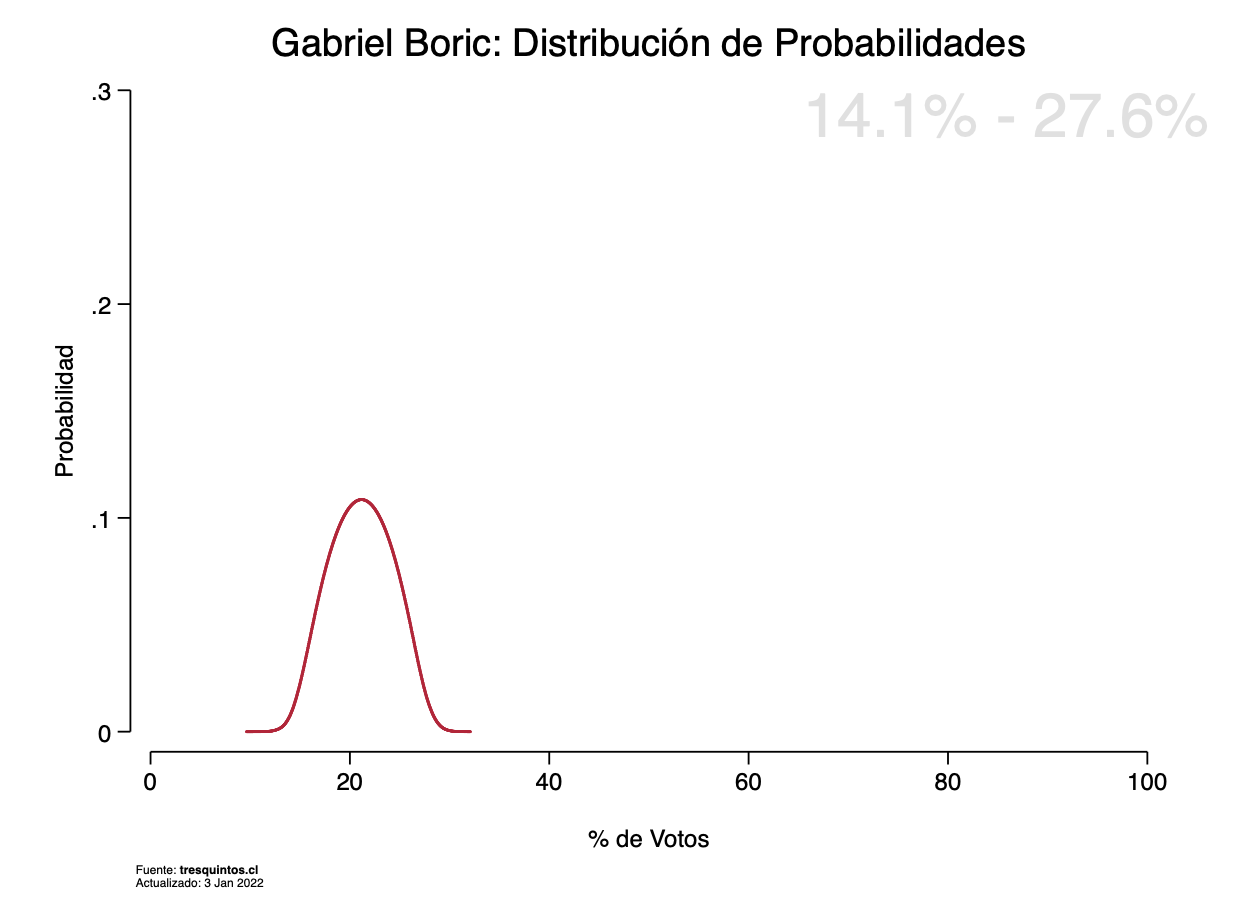 Gabriel Boric: Distribución de Probabilidades
14.1% - 27.6%
.3
.2
.1
0
Probabilidad
0 20 40 60 80 100
% de Votos
Fuente: tresquintos.cl
Actualizado: 3 Jan 2022